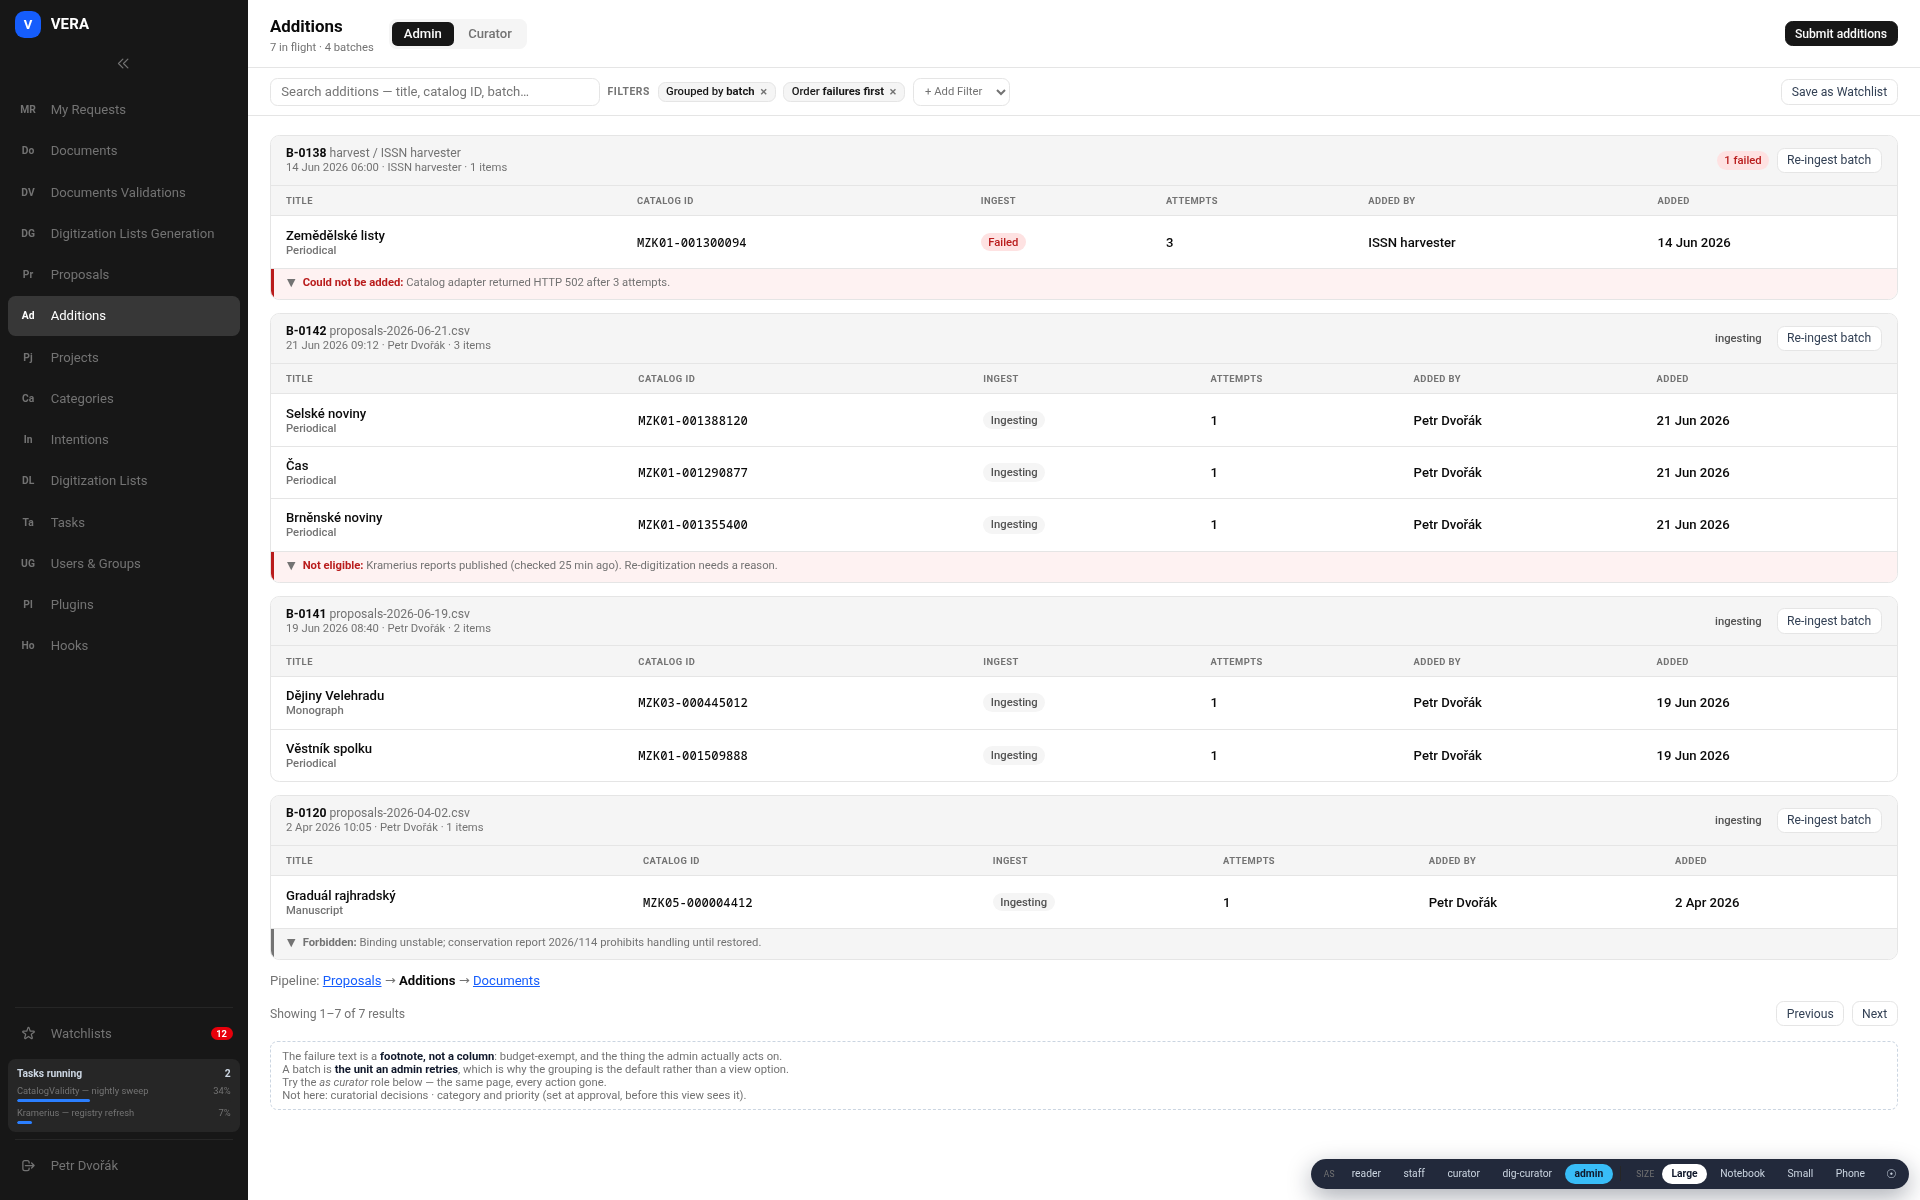 V VERA
MR My Requests
Do Documents
DV Documents Validations
DG Digitization Lists Generation
Pr Proposals
Ad Additions
Pj Projects
Ca Categories
In Intentions
DL Digitization Lists
Ta Tasks
UG Users & Groups
Pl Plugins
Ho Hooks
Watchlists 12
Tasks running 2
CatalogValidity — nightly sweep 34%
Kramerius — registry refresh 7%
Petr Dvořák
Additions
7 in flight · 4 batches
Admin Curator
Submit additions
Search additions — title, catalog ID, batch…
FILTERS Grouped by batch × Order failures first × + Add Filter
Save as Watchlist
B-0138 harvest / ISSN harvester
14 Jun 2026 06:00 · ISSN harvester · 1 items
1 failed Re-ingest batch
TITLE CATALOG ID INGEST ATTEMPTS ADDED BY ADDED
Zemědělské listy
Periodical
MZK01-001300094 Failed 3 ISSN harvester 14 Jun 2026
▼ Could not be added: Catalog adapter returned HTTP 502 after 3 attempts.
B-0142 proposals-2026-06-21.csv
21 Jun 2026 09:12 · Petr Dvořák · 3 items
ingesting Re-ingest batch
TITLE CATALOG ID INGEST ATTEMPTS ADDED BY ADDED
Selské noviny
Periodical
MZK01-001388120 Ingesting 1 Petr Dvořák 21 Jun 2026
Čas
Periodical
MZK01-001290877 Ingesting 1 Petr Dvořák 21 Jun 2026
Brněnské noviny
Periodical
MZK01-001355400 Ingesting 1 Petr Dvořák 21 Jun 2026
▼ Not eligible: Kramerius reports published (checked 25 min ago). Re-digitization needs a reason.
B-0141 proposals-2026-06-19.csv
19 Jun 2026 08:40 · Petr Dvořák · 2 items
ingesting Re-ingest batch
TITLE CATALOG ID INGEST ATTEMPTS ADDED BY ADDED
Dějiny Velehradu
Monograph
MZK03-000445012 Ingesting 1 Petr Dvořák 19 Jun 2026
Věstník spolku
Periodical
MZK01-001509888 Ingesting 1 Petr Dvořák 19 Jun 2026
B-0120 proposals-2026-04-02.csv
2 Apr 2026 10:05 · Petr Dvořák · 1 items
ingesting Re-ingest batch
TITLE CATALOG ID INGEST ATTEMPTS ADDED BY ADDED
Graduál rajhradský
Manuscript
MZK05-000004412 Ingesting 1 Petr Dvořák 2 Apr 2026
▼ Forbidden: Binding unstable; conservation report 2026/114 prohibits handling until restored.
Pipeline: Proposals → Additions → Documents
Showing 1–7 of 7 results
Previous Next
The failure text is a footnote, not a column: budget-exempt, and the thing the admin actually acts on.
A batch is the unit an admin retries, which is why the grouping is the default rather than a view option.
Try the as curator role below — the same page, every action gone.
Not here: curatorial decisions · category and priority (set at approval, before this view sees it).
AS reader staff curator dig-curator admin SIZE Large Notebook Small Phone